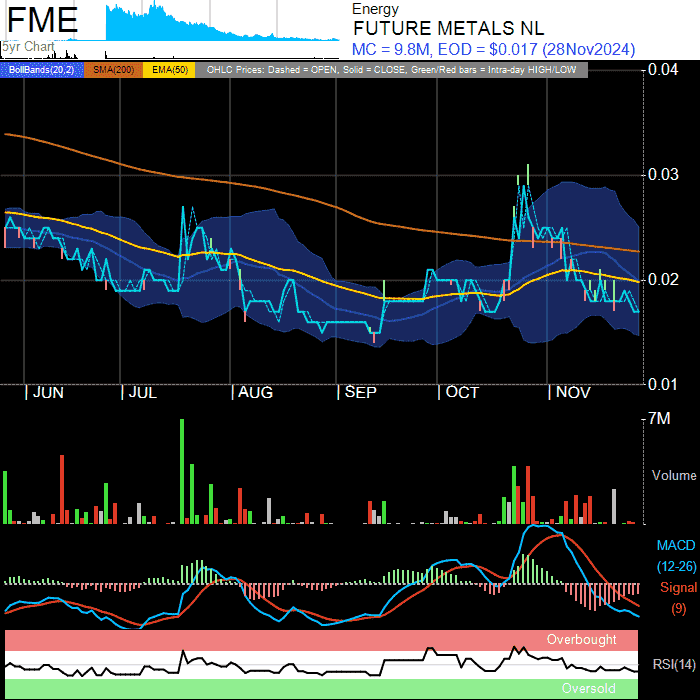 FME
5yr Chart
Energy
FUTURE METALS NL
MC = 9.8M, EOD = $0.017 (28Nov2024)
BollBands(20,2) SMA(200) EMA(50) OHLC Prices: Dashed = OPEN, Solid = CLOSE, Green/Red bars = Intra-day HIGH/LOW
0.04
0.03
0.02
0.01
JUN JUL AUG SEP OCT NOV
7M
Volume
MACD
(12-26)
Signal
(9)
Overbought
RSI(14)
Oversold